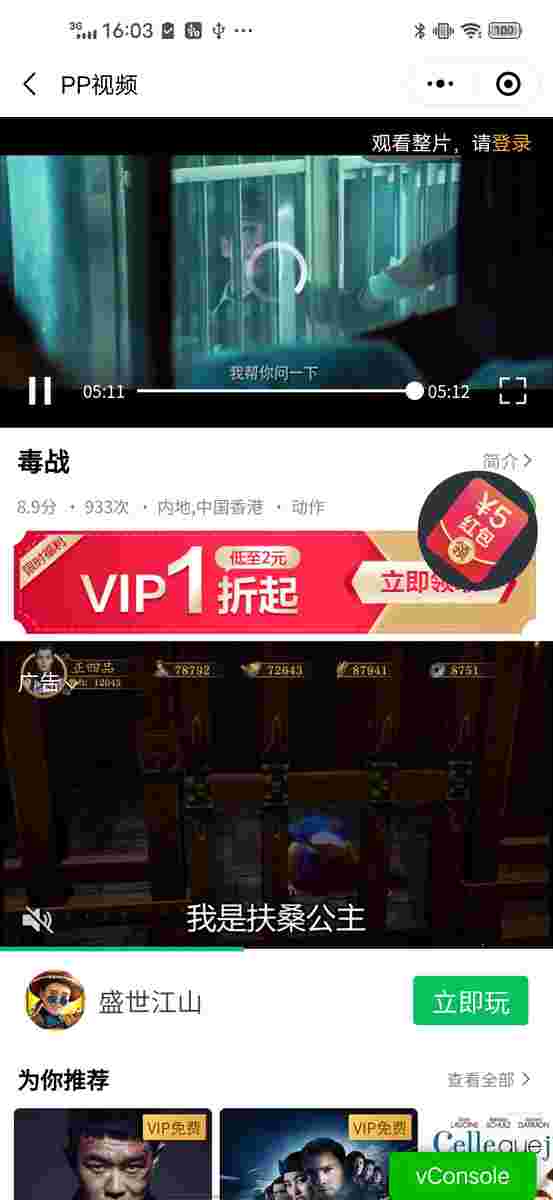 3G 16:03 100
PP视频
观看整片，请登录
我帮你问一下
05:11 05:12
毒战
简介
8.9分 · 933次 · 内地,中国香港 · 动作
¥5
红包
限时福利
VIP1折起
低至2元
立即领
正四品
78792 72643 87941 8751
广告
12643
我是扶桑公主
盛世江山
立即玩
为你推荐
查看全部
VIP免费
VIP免费
vConsole